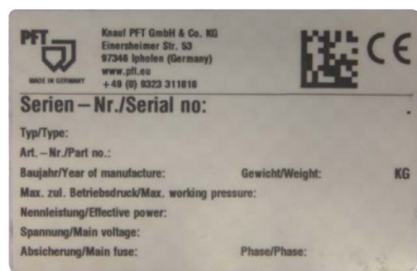 PFT
MADE IN GERMANY
Knauf PFT GmbH & Co. KG
Einersheimer Str. 53
97346 Iphofen (Germany)
www.pft.eu
+49 (0) 9323 311818
CE
Serien – Nr./Serial no:
Typ/Type:
Art. – Nr./Part no.:
Baujahr/Year of manufacture: Gewicht/Weight: KG
Max. zul. Betriebsdruck/Max. working pressure:
Nennleistung/Effective power:
Spannung/Main voltage:
Absicherung/Main fuse: Phase/Phase: